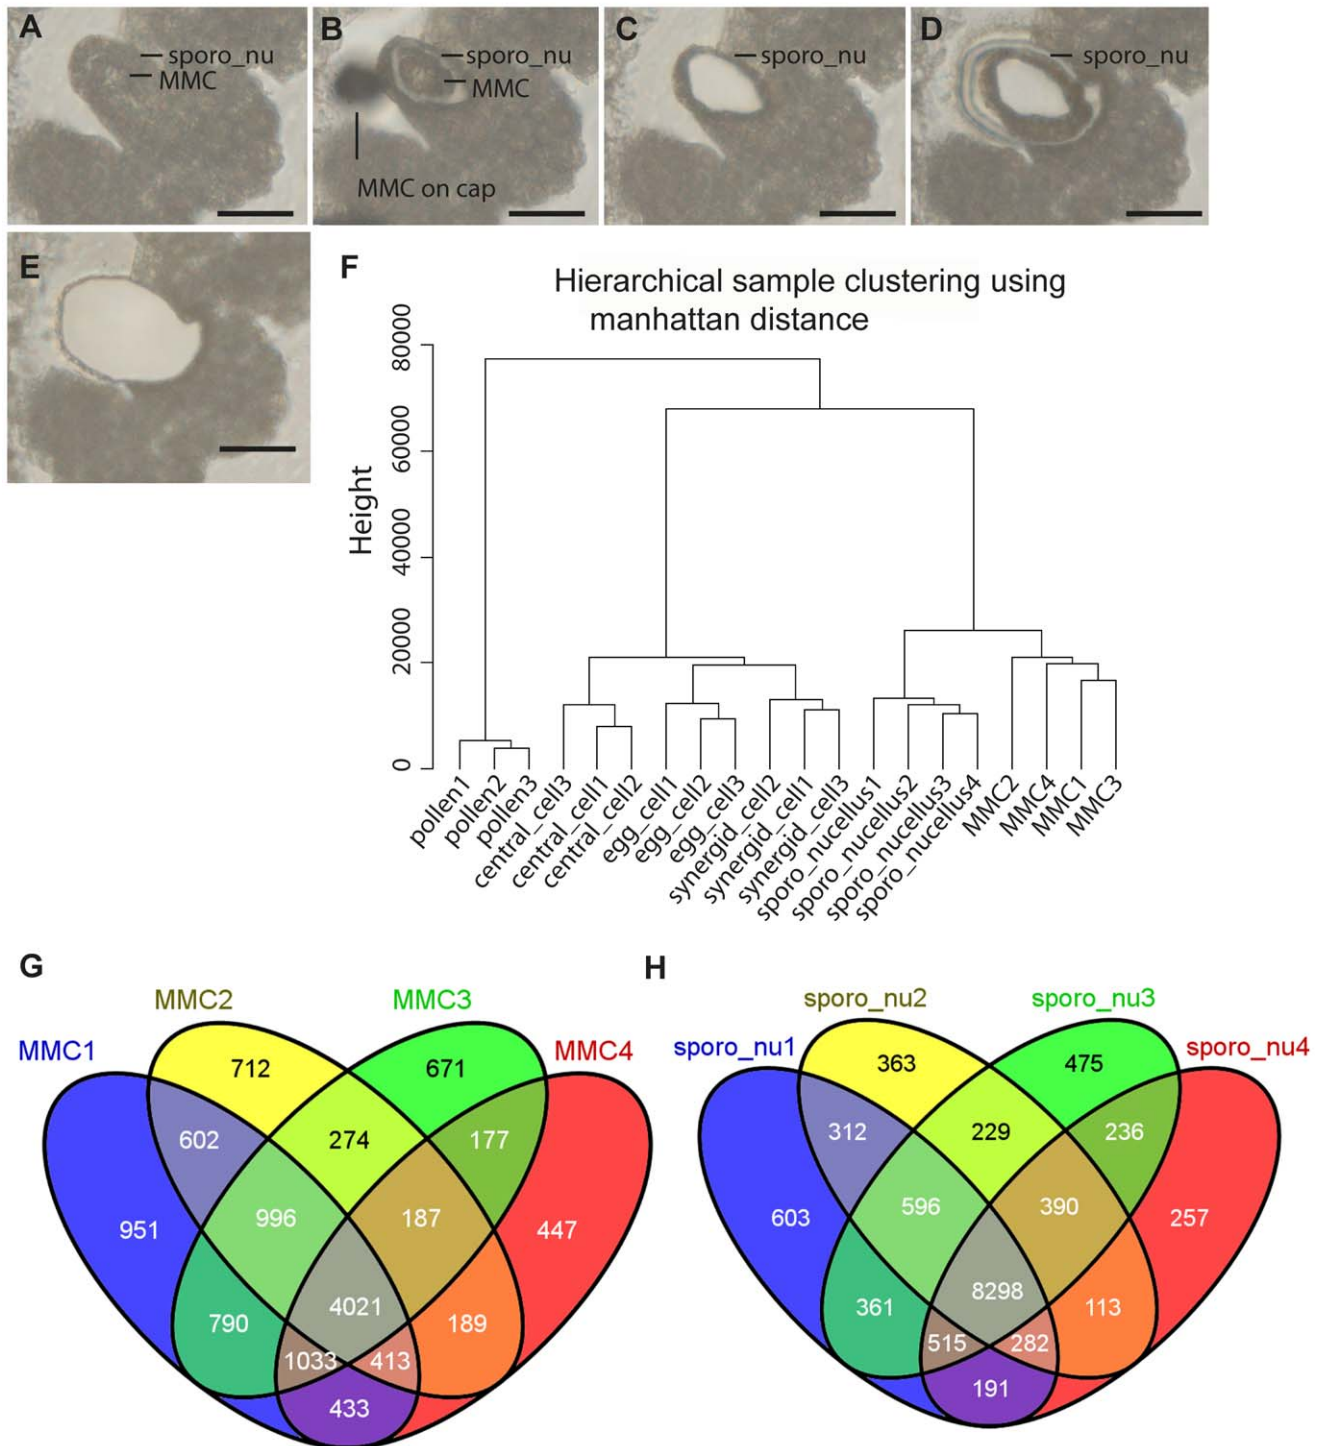 A
sporo_nu
MMC
B
sporo_nu
MMC
MMC on cap
C
sporo_nu
D
sporo_nu
E
F
Hierarchical sample clustering using
manhattan distance
Height
80000
60000
40000
20000
0
pollen1
pollen2
pollen3
central_cell3
central_cell1
central_cell2
egg_cell1
egg_cell2
egg_cell3
synergid_cell2
synergid_cell1
synergid_cell3
sporo_nucellus1
sporo_nucellus2
sporo_nucellus3
sporo_nucellus4
MMC2
MMC4
MMC1
MMC3
G
MMC1
MMC2
MMC3
MMC4
712
671
602
274
177
951
996
187
447
790
4021
189
1033
413
433
H
sporo_nu1
sporo_nu2
sporo_nu3
sporo_nu4
363
475
312
229
236
603
596
390
257
361
8298
113
515
282
191